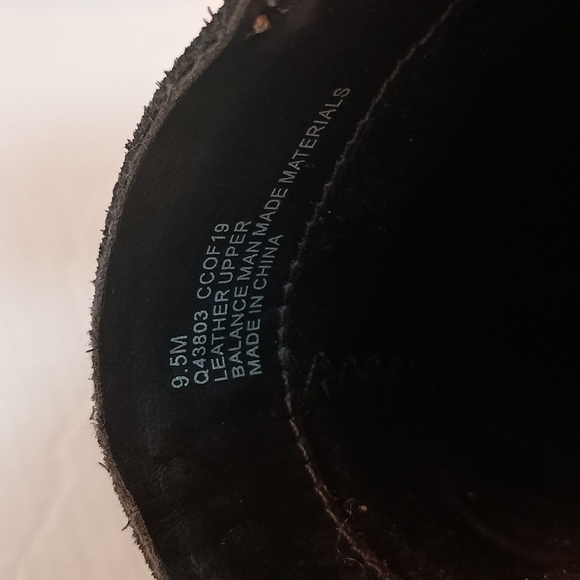 9.5M
Q43803 CCOF19
LEATHER UPPER
BALANCE MAN MADE MATERIALS
MADE IN CHINA